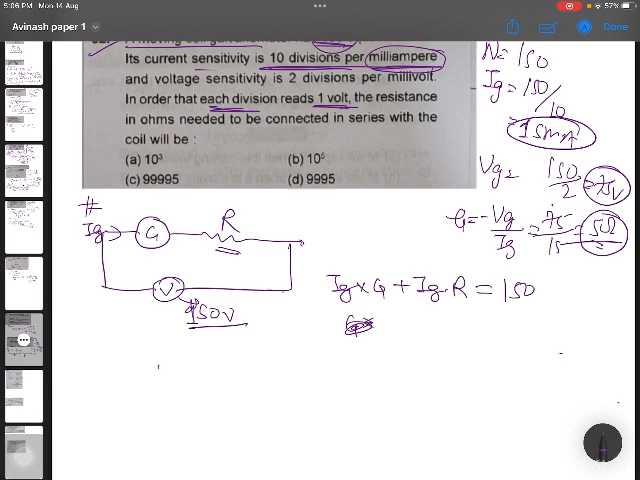 5:06 PM Mon 14 Aug
57%
Avinash paper 1
Done
Its current sensitivity is 10 divisions per milliampere
and voltage sensitivity is 2 divisions per millivolt.
In order that each division reads 1 volt, the resistance
in ohms needed to be connected in series with the
coil will be :
(a) 10³ (b) 10⁵
(c) 99995 (d) 9995
N = 150
Ig = 150/10
= 15mA
Vg = 150/2 = 75V
G = Vg/Ig = 75/15 = 5Ω
#
Ig
G
R
V
150V
Ig × G + Ig . R = 150